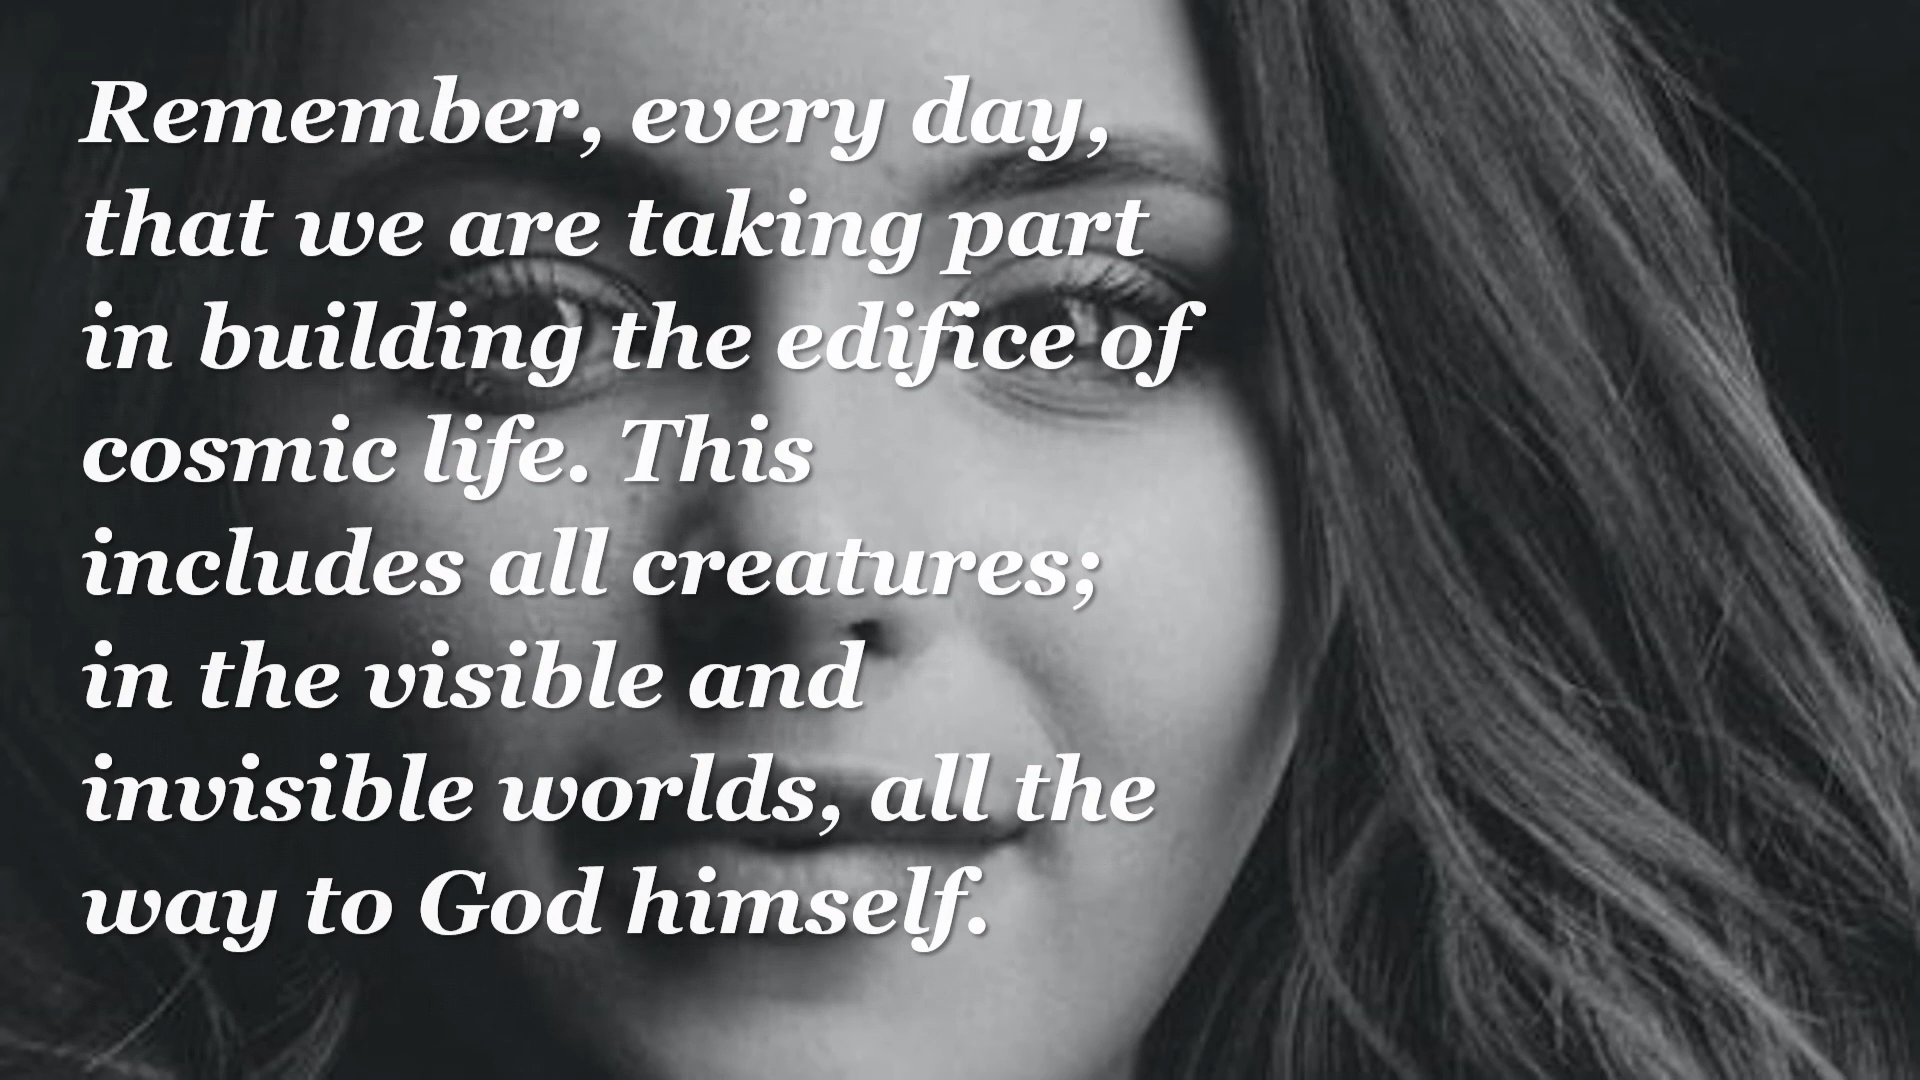 Remember, every day,
that we are taking part
in building the edifice of
cosmic life. This
includes all creatures;
in the visible and
invisible worlds, all the
way to God himself.